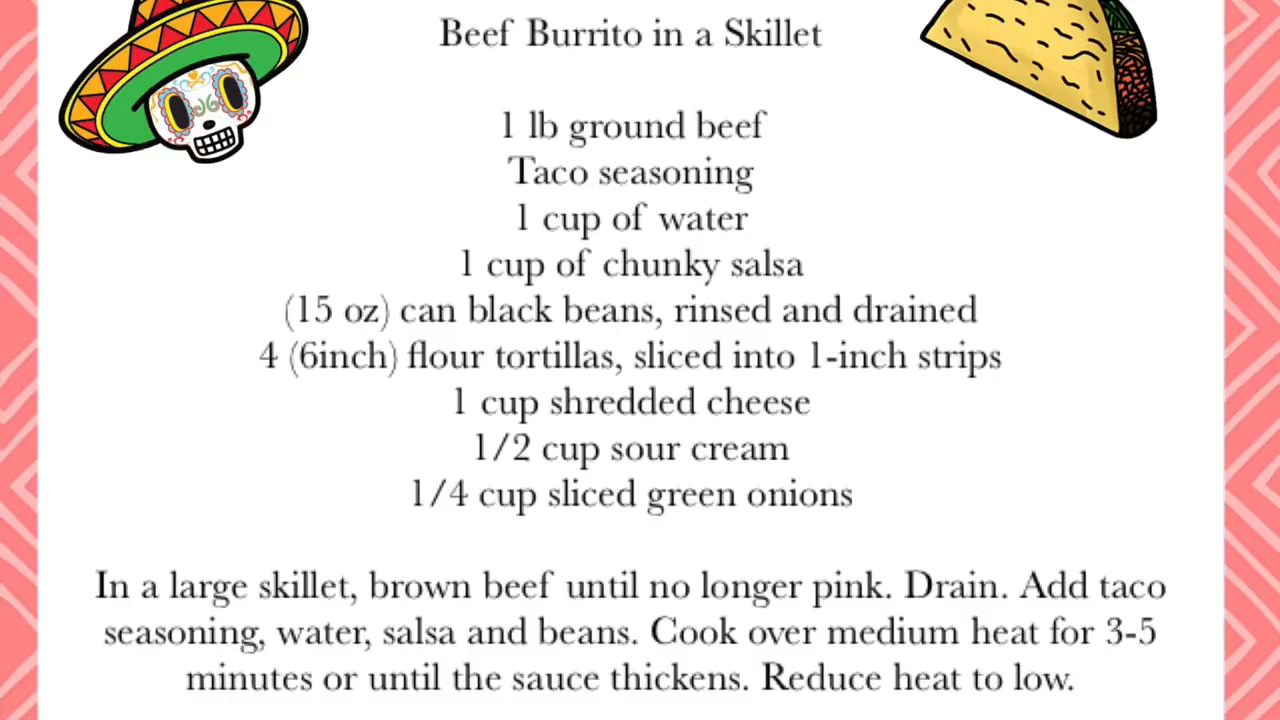 Beef Burrito in a Skillet
1 lb ground beef
Taco seasoning
1 cup of water
1 cup of chunky salsa
(15 oz) can black beans, rinsed and drained
4 (6inch) flour tortillas, sliced into 1-inch strips
1 cup shredded cheese
1/2 cup sour cream
1/4 cup sliced green onions
In a large skillet, brown beef until no longer pink. Drain. Add taco
seasoning, water, salsa and beans. Cook over medium heat for 3-5
minutes or until the sauce thickens. Reduce heat to low.